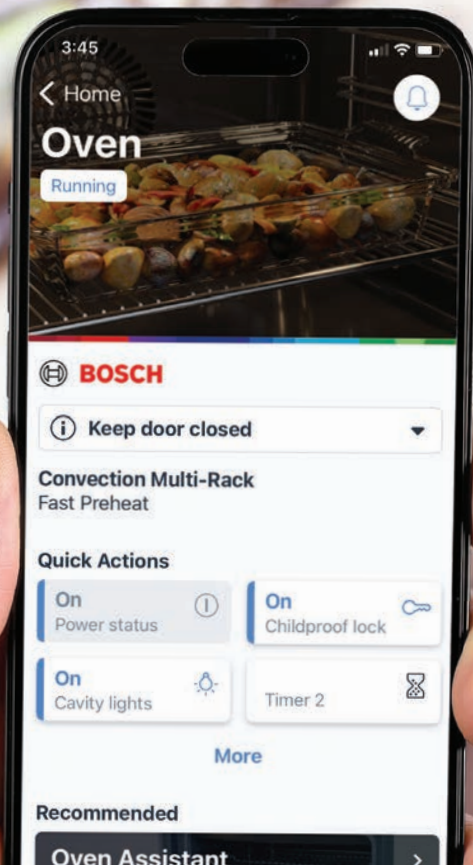 3:45
Home
Oven
Running
BOSCH
Keep door closed
Convection Multi-Rack
Fast Preheat
Quick Actions
On
Power status
On
Childproof lock
On
Cavity lights
Timer 2
More
Recommended
Oven Assistant